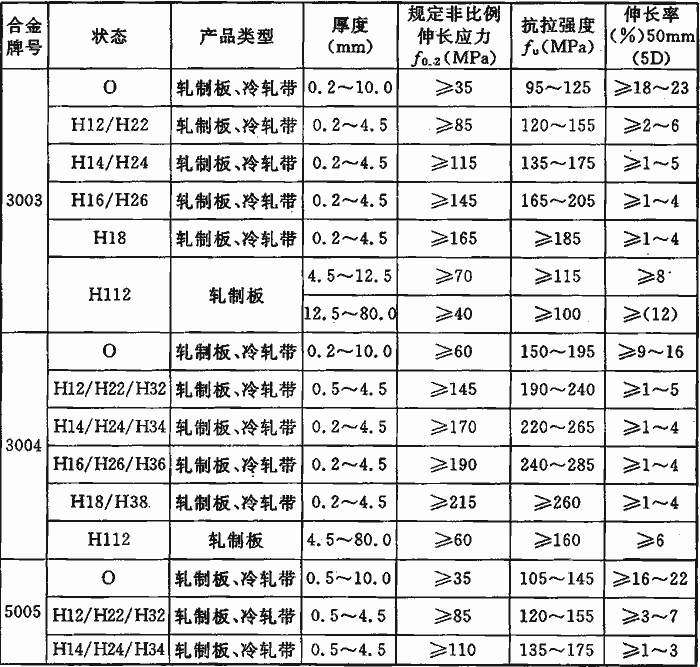 合金牌号 状态 产品类型 厚度(mm) 规定非比例伸长应力f0.2(MPa) 抗拉强度fu(MPa) 伸长率(%)50mm(5D)
3003 O 轧制板、冷轧带 0.2～10.0 ≥35 95～125 ≥18～23
H12/H22 轧制板、冷轧带 0.2～4.5 ≥85 120～155 ≥2～6
H14/H24 轧制板、冷轧带 0.2～4.5 ≥115 135～175 ≥1～5
H16/H26 轧制板、冷轧带 0.2～4.5 ≥145 165～205 ≥1～4
H18 轧制板、冷轧带 0.2～4.5 ≥165 ≥185 ≥1～4
H112 轧制板 4.5～12.5 ≥70 ≥115 ≥8
12.5～80.0 ≥40 ≥100 ≥(12)
3004 O 轧制板、冷轧带 0.2～10.0 ≥60 150～195 ≥9～16
H12/H22/H32 轧制板、冷轧带 0.5～4.5 ≥145 190～240 ≥1～5
H14/H24/H34 轧制板、冷轧带 0.2～4.5 ≥170 220～265 ≥1～4
H16/H26/H36 轧制板、冷轧带 0.2～4.5 ≥190 240～285 ≥1～4
H18/H38 轧制板、冷轧带 0.2～4.5 ≥215 ≥260 ≥1～4
H112 轧制板 4.5～80.0 ≥60 ≥160 ≥6
5005 O 轧制板、冷轧带 0.5～10.0 ≥35 105～145 ≥16～22
H12/H22/H32 轧制板、冷轧带 0.5～4.5 ≥85 120～155 ≥3～7
H14/H24/H34 轧制板、冷轧带 0.5～4.5 ≥110 135～175 ≥1～3